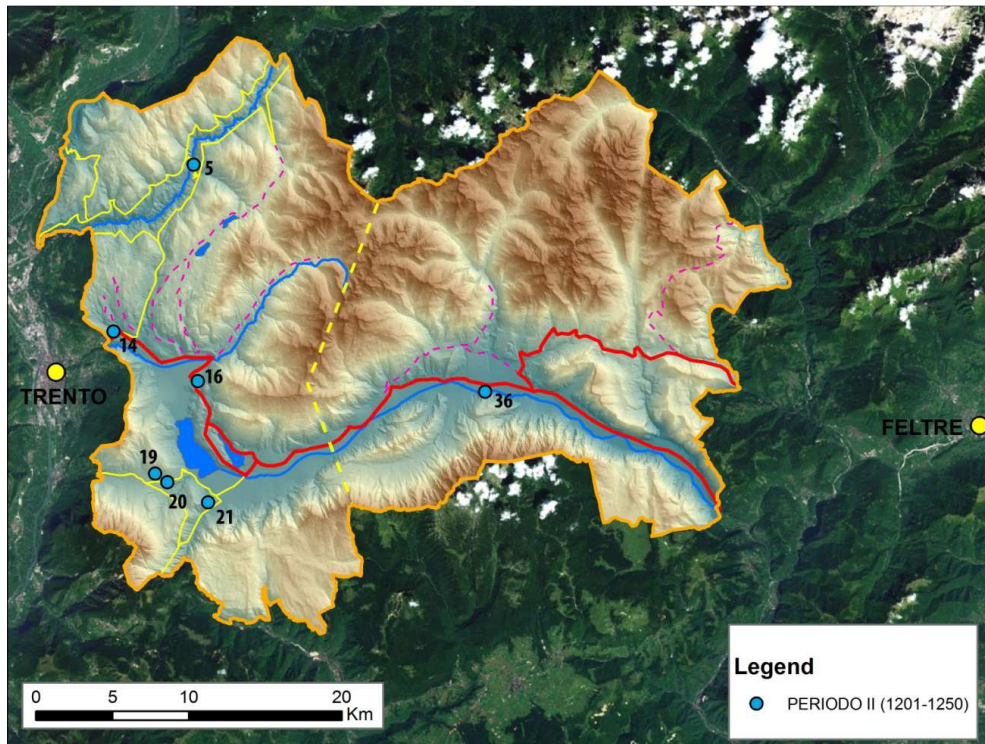 5
14
16
TRENTO
36
FELTRE
19
20
21
Legend
PERIODO II (1201-1250)
0 5 10 20
Km